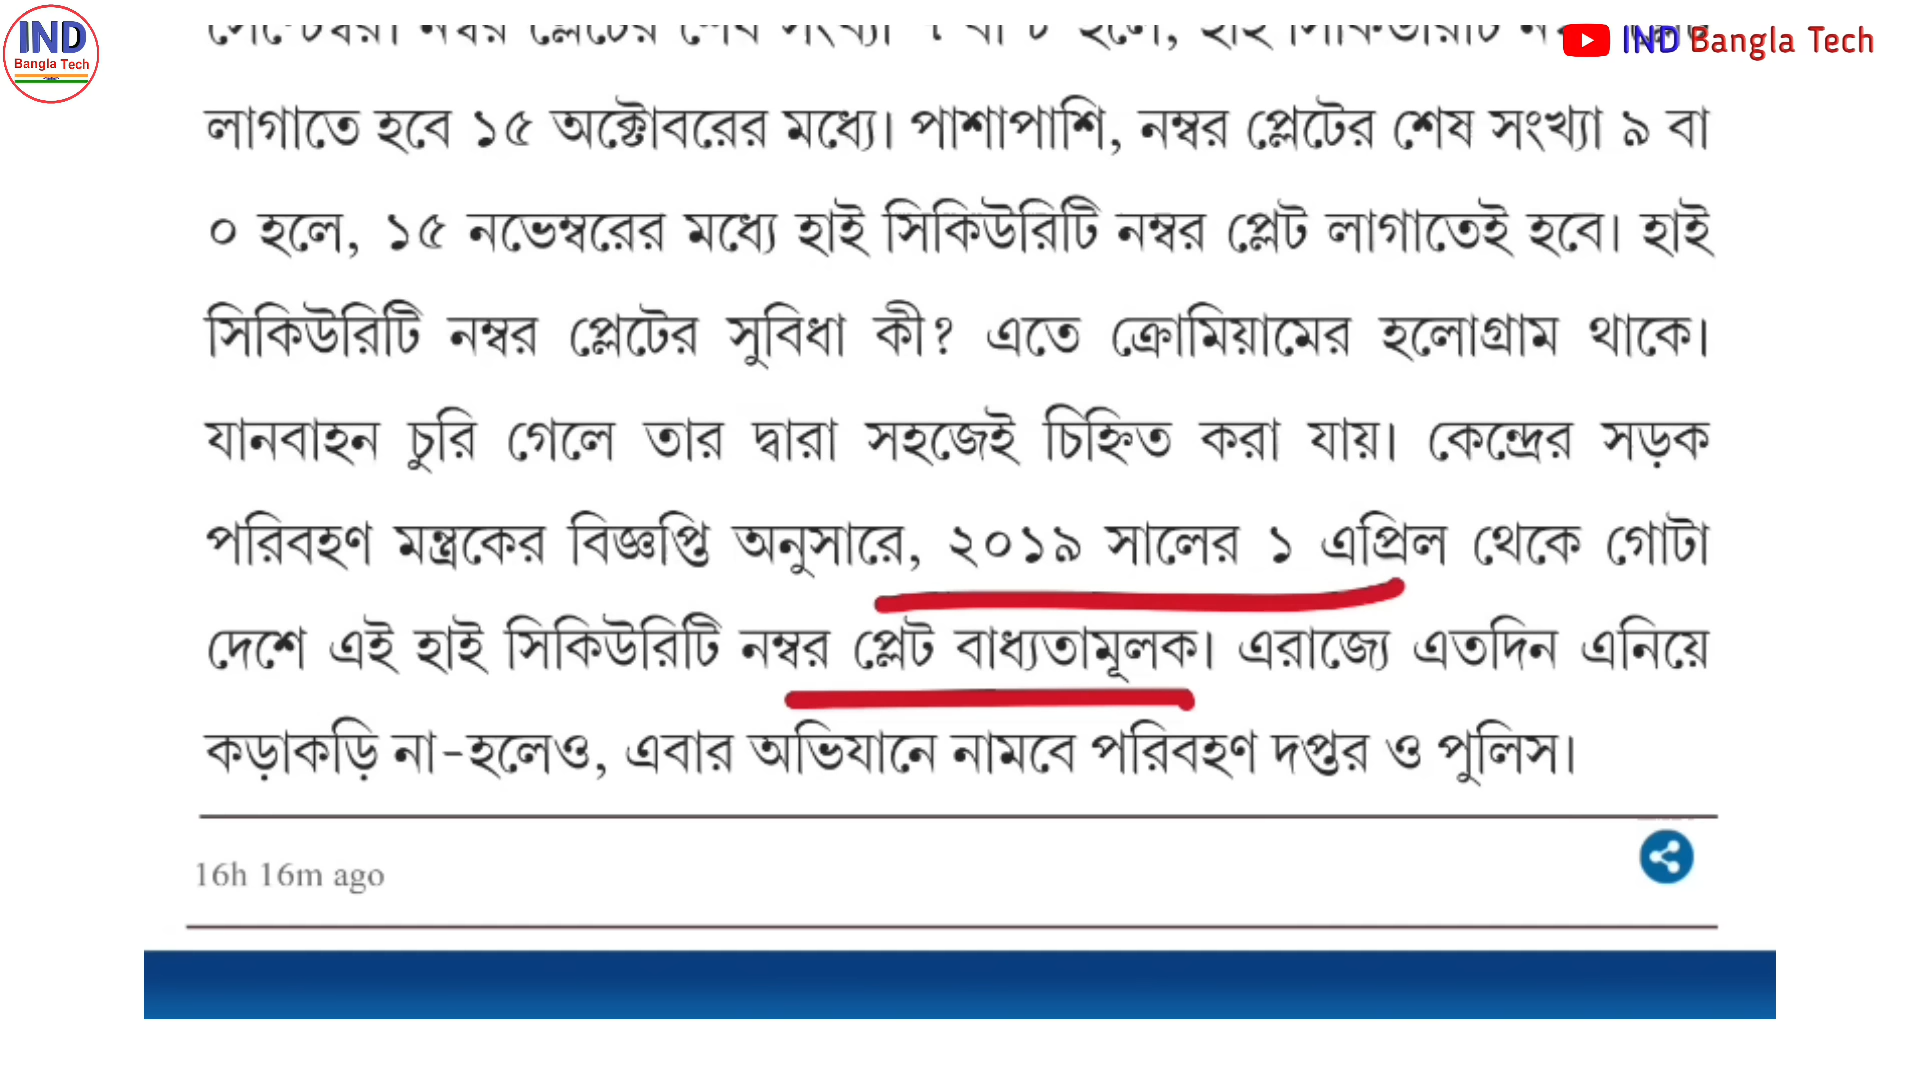 IND
Bangla Tech
IND Bangla Tech
লাগাতে হবে ১৫ অক্টোবরের মধ্যে। পাশাপাশি, নম্বর প্লেটের শেষ সংখ্যা ৯ বা
০ হলে, ১৫ নভেম্বরের মধ্যে হাই সিকিউরিটি নম্বর প্লেট লাগাতেই হবে। হাই
সিকিউরিটি নম্বর প্লেটের সুবিধা কী? এতে ক্রোমিয়ামের হলোগ্রাম থাকে।
যানবাহন চুরি গেলে তার দ্বারা সহজেই চিহ্নিত করা যায়। কেন্দ্রের সড়ক
পরিবহণ মন্ত্রকের বিজ্ঞপ্তি অনুসারে, ২০১৯ সালের ১ এপ্রিল থেকে গোটা
দেশে এই হাই সিকিউরিটি নম্বর প্লেট বাধ্যতামূলক। এরাজ্যে এতদিন এনিয়ে
কড়াকড়ি না-হলেও, এবার অভিযানে নামবে পরিবহণ দপ্তর ও পুলিস।
16h 16m ago